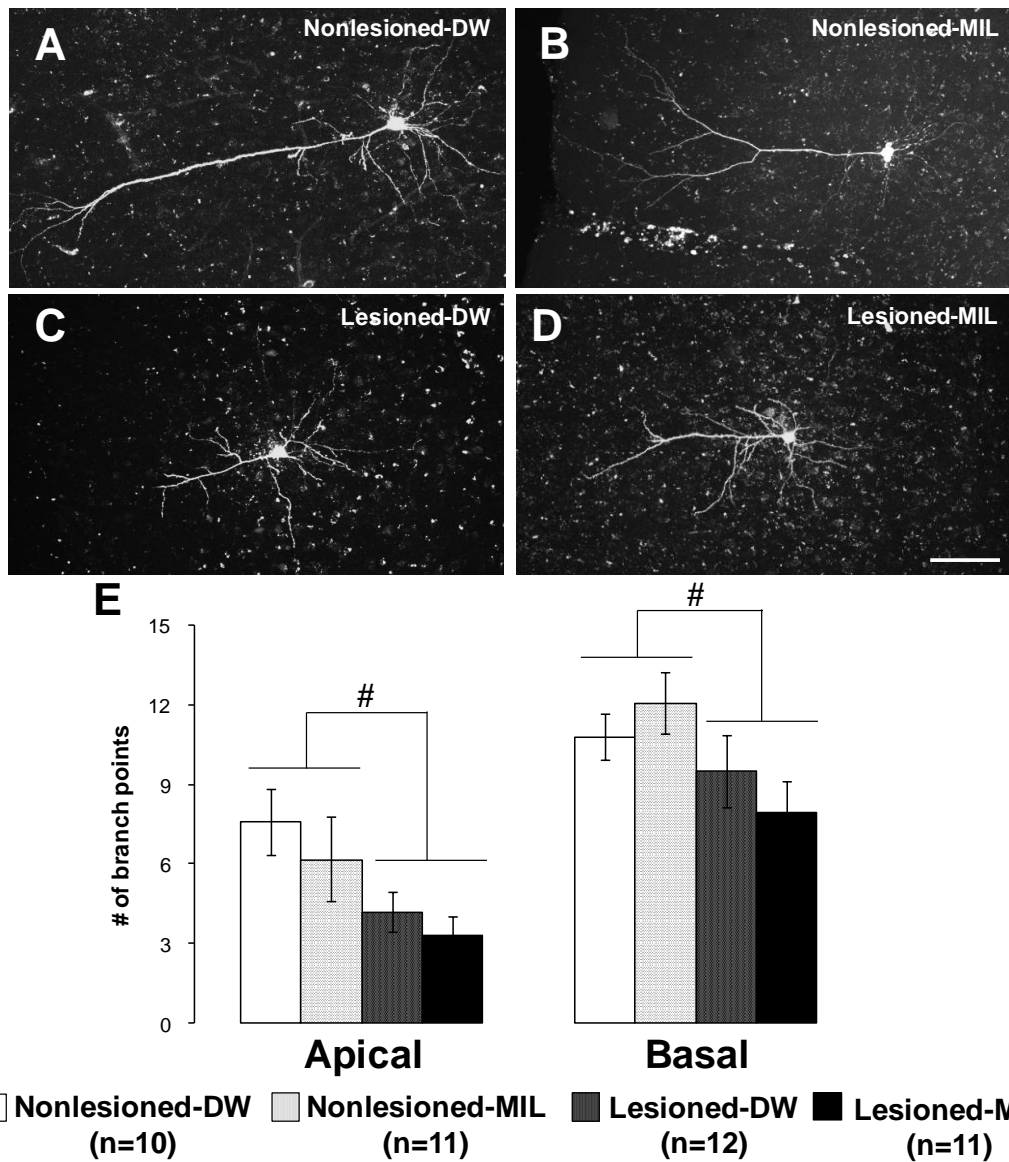 A Nonlesioned-DW
B Nonlesioned-MIL
C Lesioned-DW
D Lesioned-MIL
E
# of branch points
15
12
9
6
3
0
#
#
Apical Basal
Nonlesioned-DW Nonlesioned-MIL Lesioned-DW Lesioned-M
(n=10) (n=11) (n=12) (n=11)